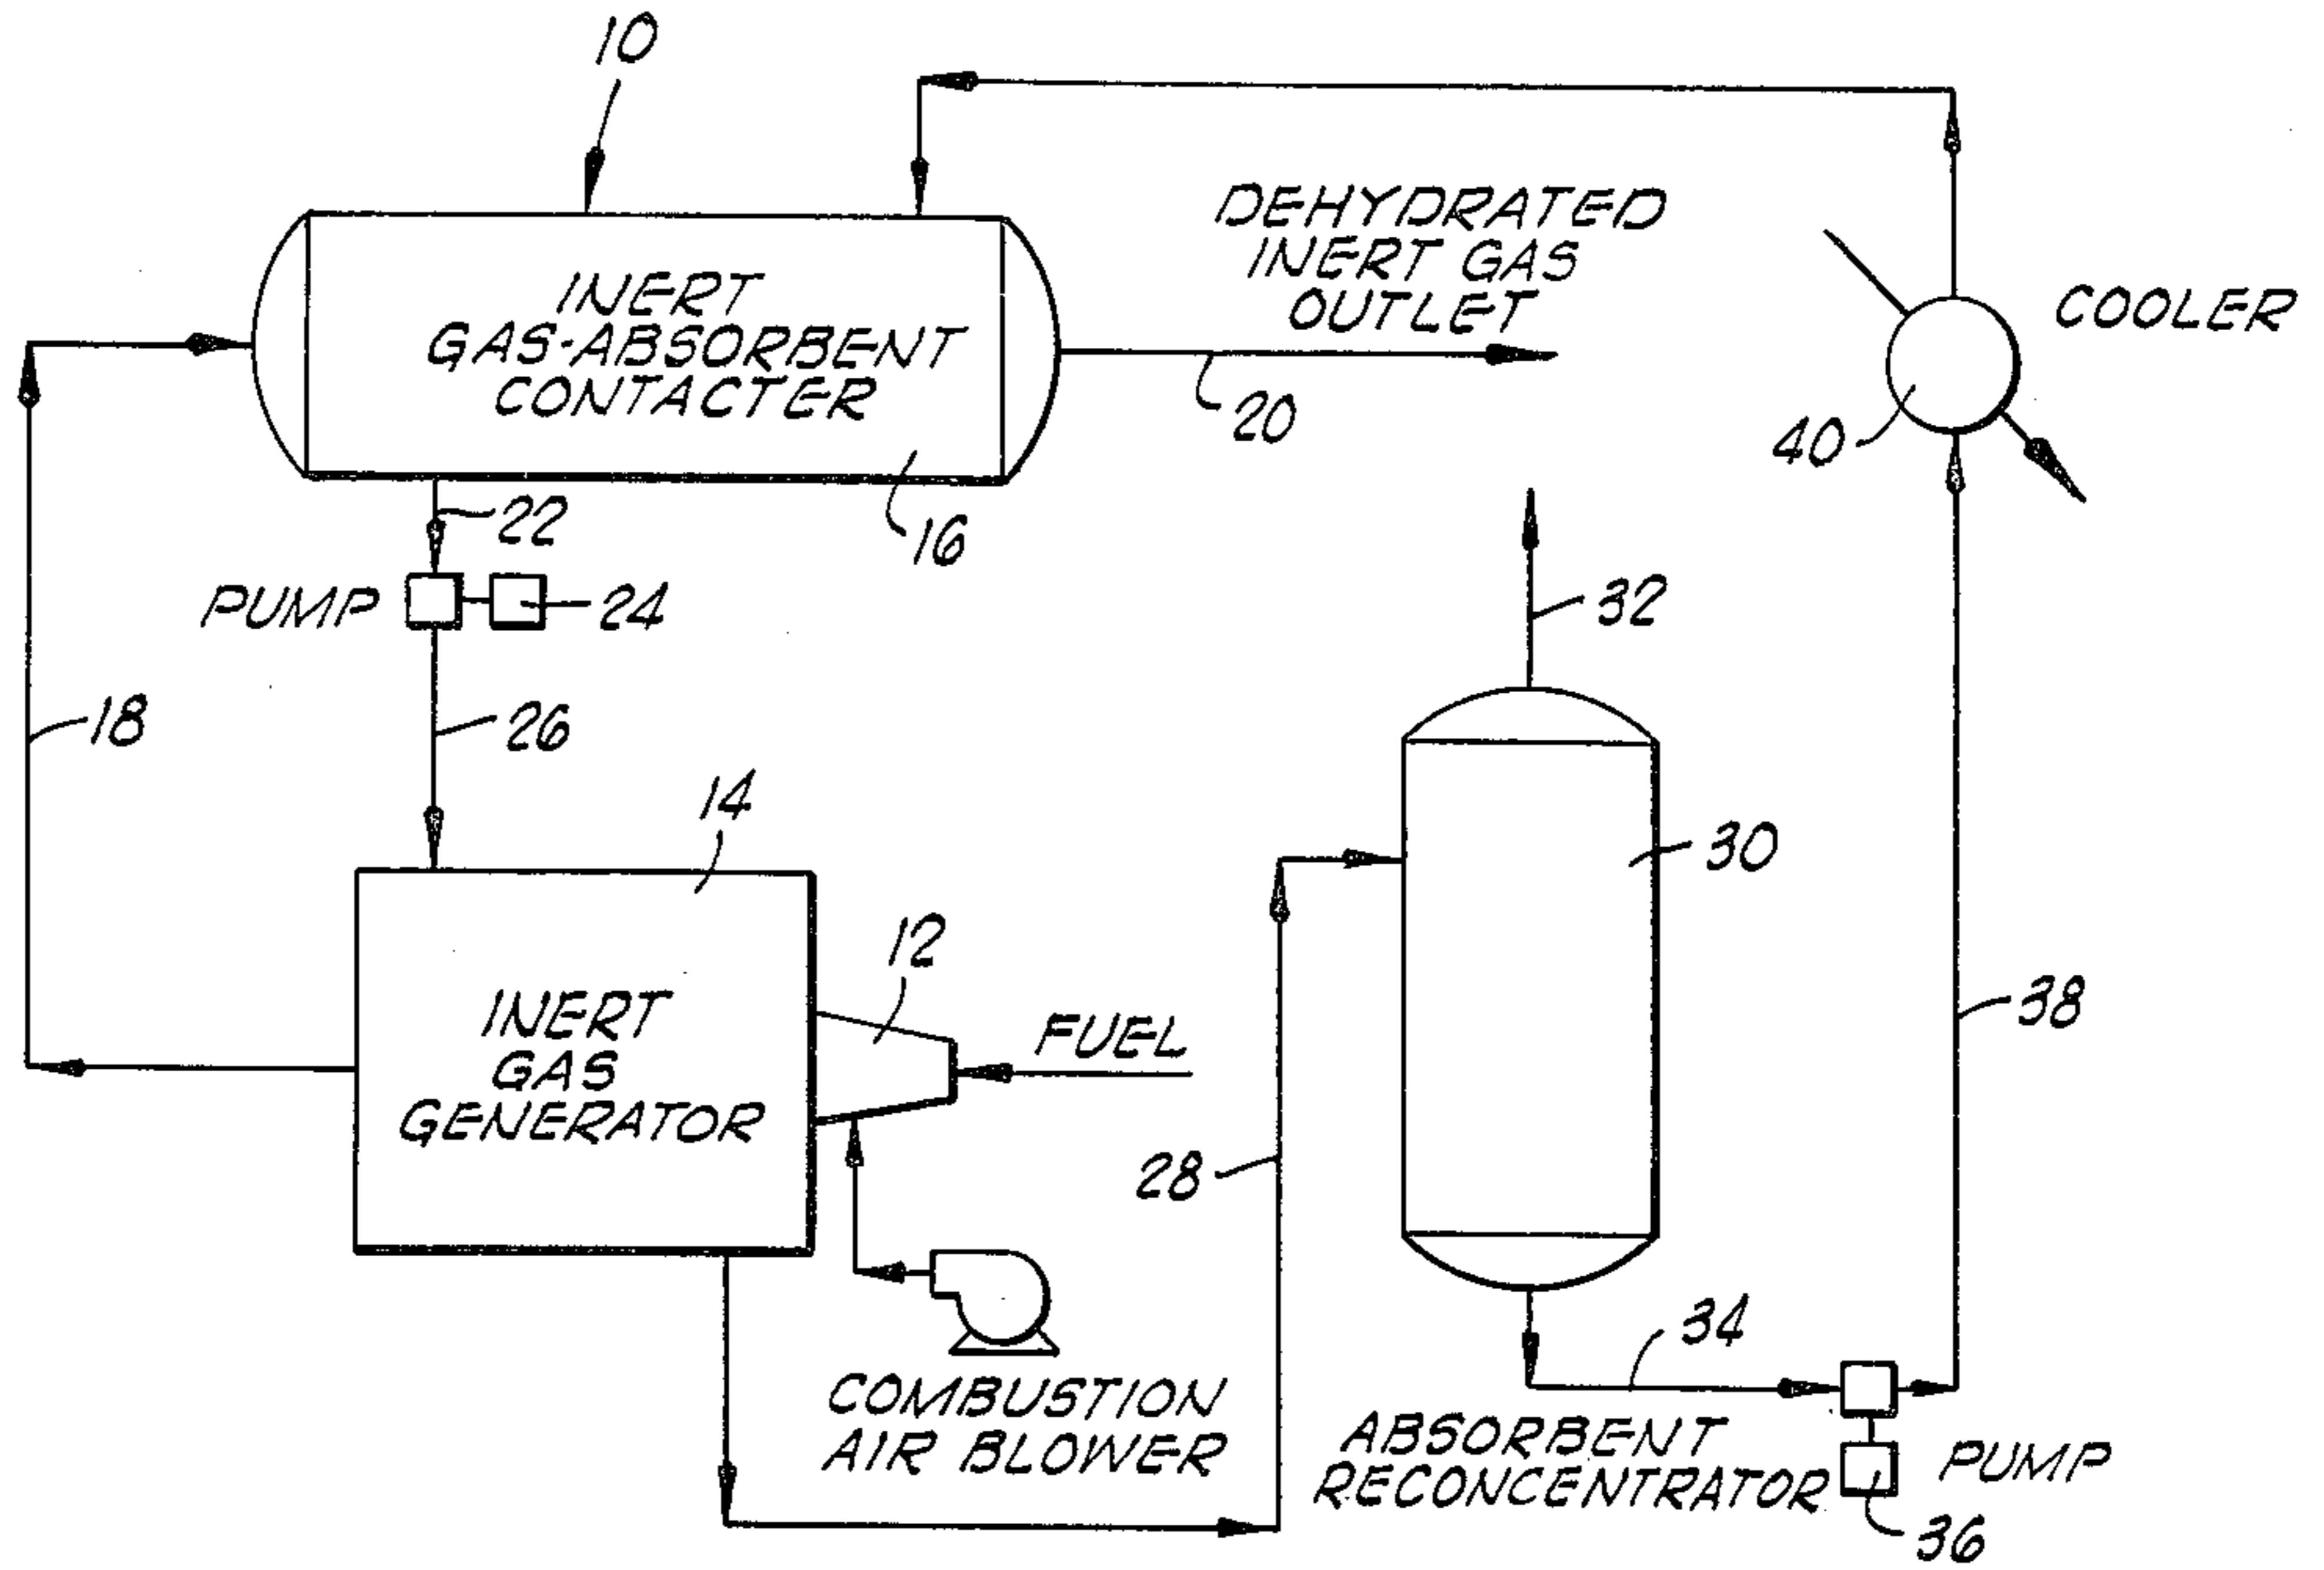 10
DEHYDRATED
INERT GAS
OUTLET
INERT
GAS-ABSORBENT
CONTACTER
COOLER
20
40
22
16
PUMP
24
32
18
26
14
30
12
INERT
GAS
GENERATOR
FUEL
38
28
34
COMBUSTION
AIR BLOWER
ABSORBENT
RECONCENTRATOR
PUMP
36